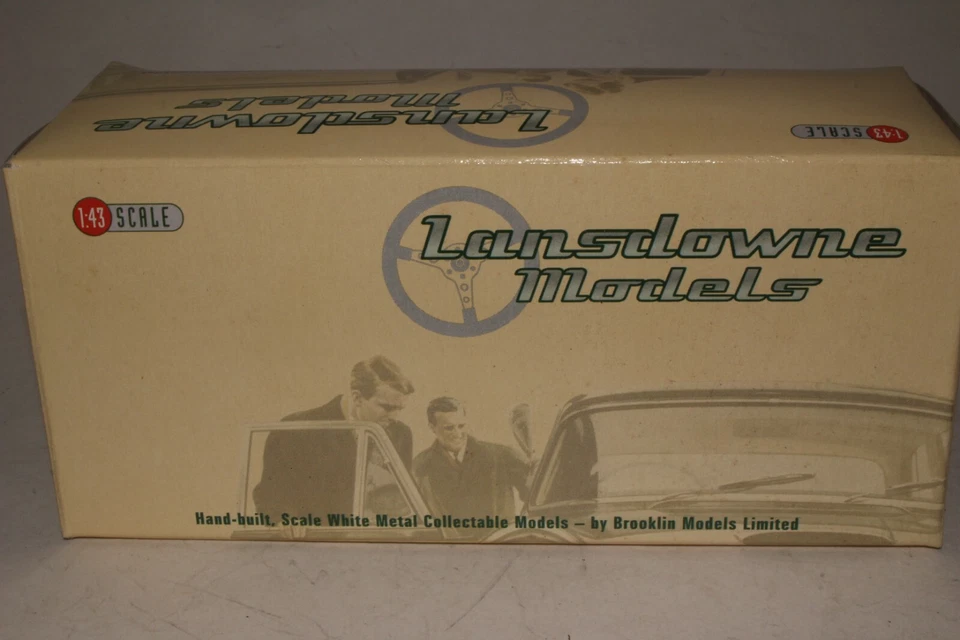 Lansdowne
Models
1:43 SCALE
1:43 SCALE
Lansdowne
Models
Hand-built, Scale White Metal Collectable Models – by Brooklin Models Limited